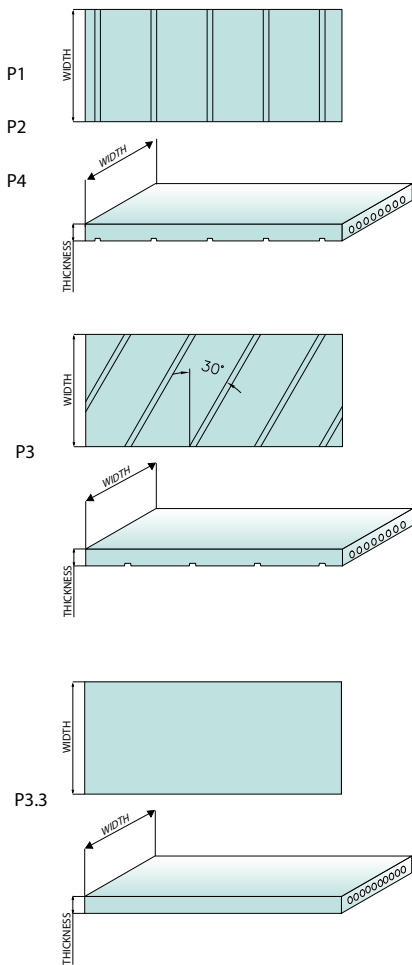 WIDTH
P1
P2
WIDTH
P4
THICKNESS
WIDTH
30°
P3
WIDTH
THICKNESS
WIDTH
P3.3
WIDTH
THICKNESS